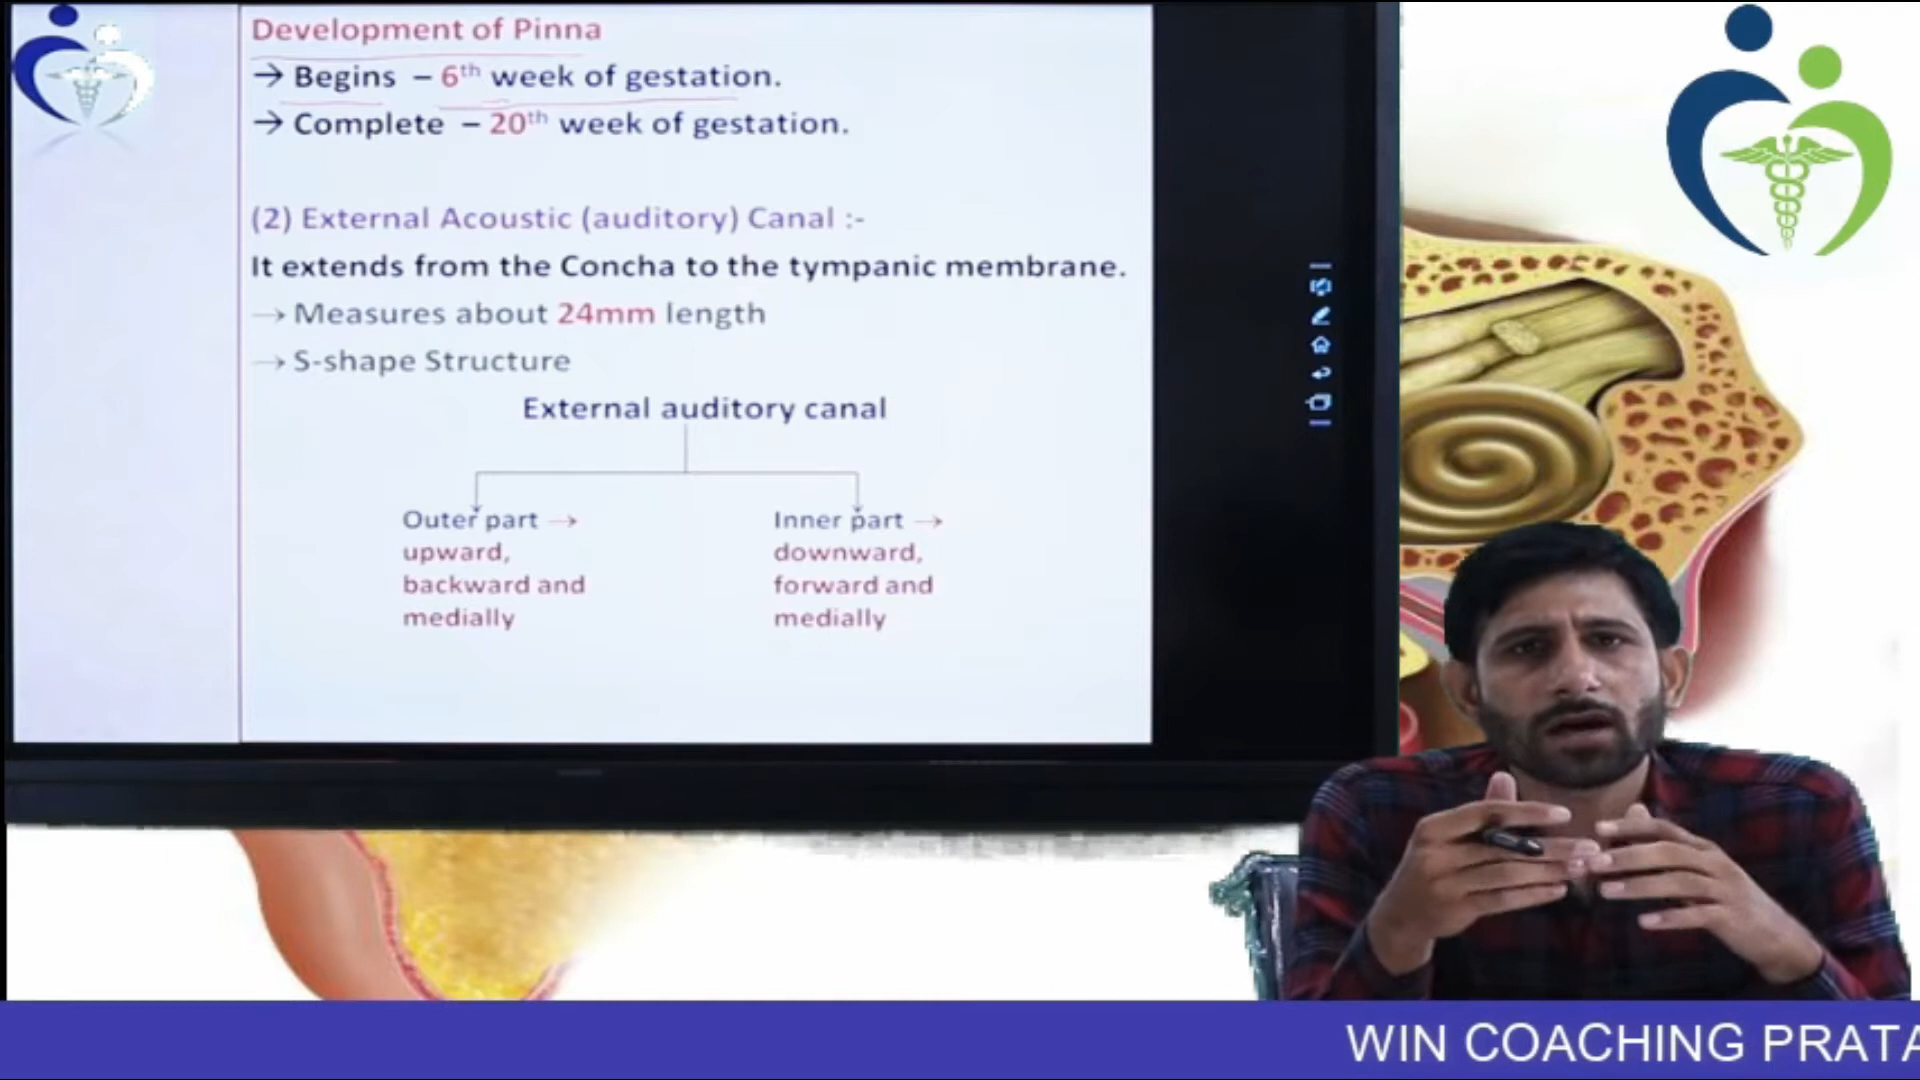 Development of Pinna
→ Begins – 6th week of gestation.
→ Complete – 20th week of gestation.
(2) External Acoustic (auditory) Canal :-
It extends from the Concha to the tympanic membrane.
→ Measures about 24mm length
→ S-shape Structure
External auditory canal
Outer part →
upward,
backward and
medially
Inner part →
downward,
forward and
medially
WIN COACHING PRATA